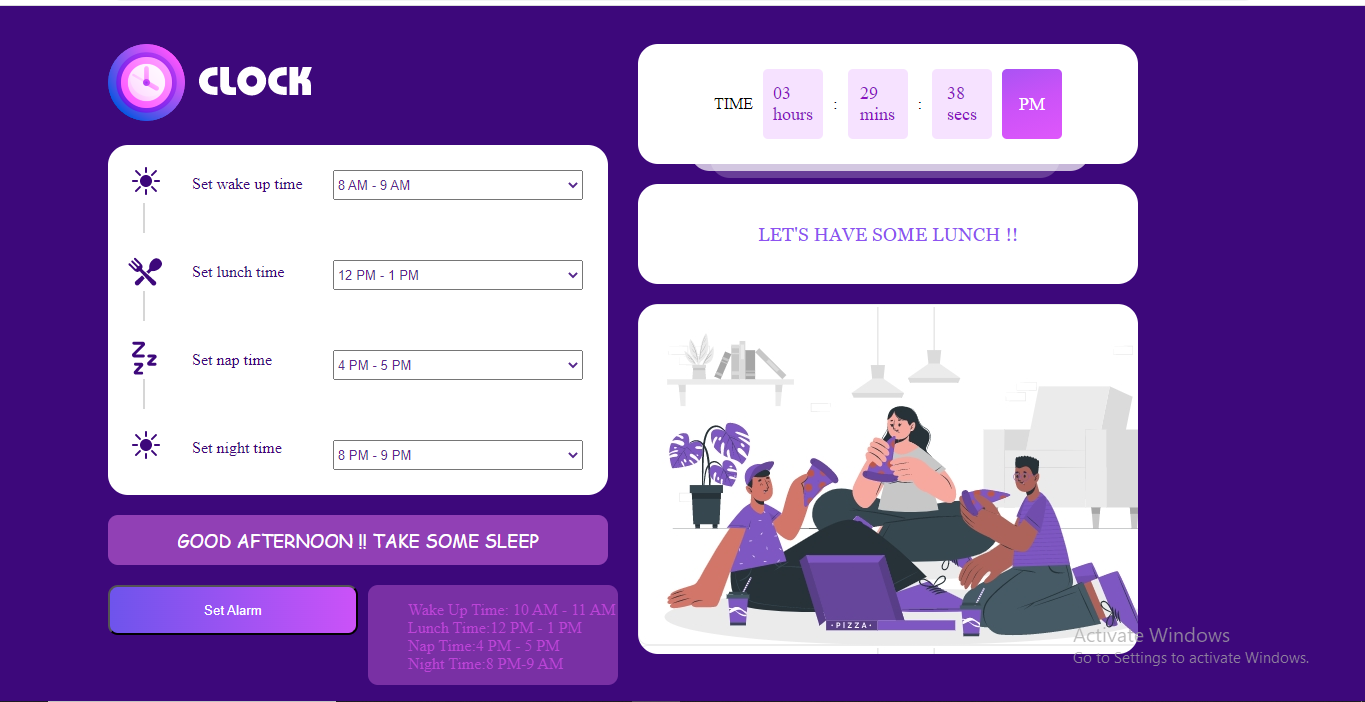 CLOCK
Set wake up time
8 AM - 9 AM
Set lunch time
12 PM - 1 PM
Set nap time
4 PM - 5 PM
Set night time
8 PM - 9 PM
GOOD AFTERNOON !! TAKE SOME SLEEP
Set Alarm
Wake Up Time: 10 AM - 11 AM
Lunch Time:12 PM - 1 PM
Nap Time:4 PM - 5 PM
Night Time:8 PM-9 AM
TIME
03
hours
:
29
mins
:
38
secs
PM
LET'S HAVE SOME LUNCH !!
Zzz
·PIZZA·
Activate Windows
Go to Settings to activate Windows.